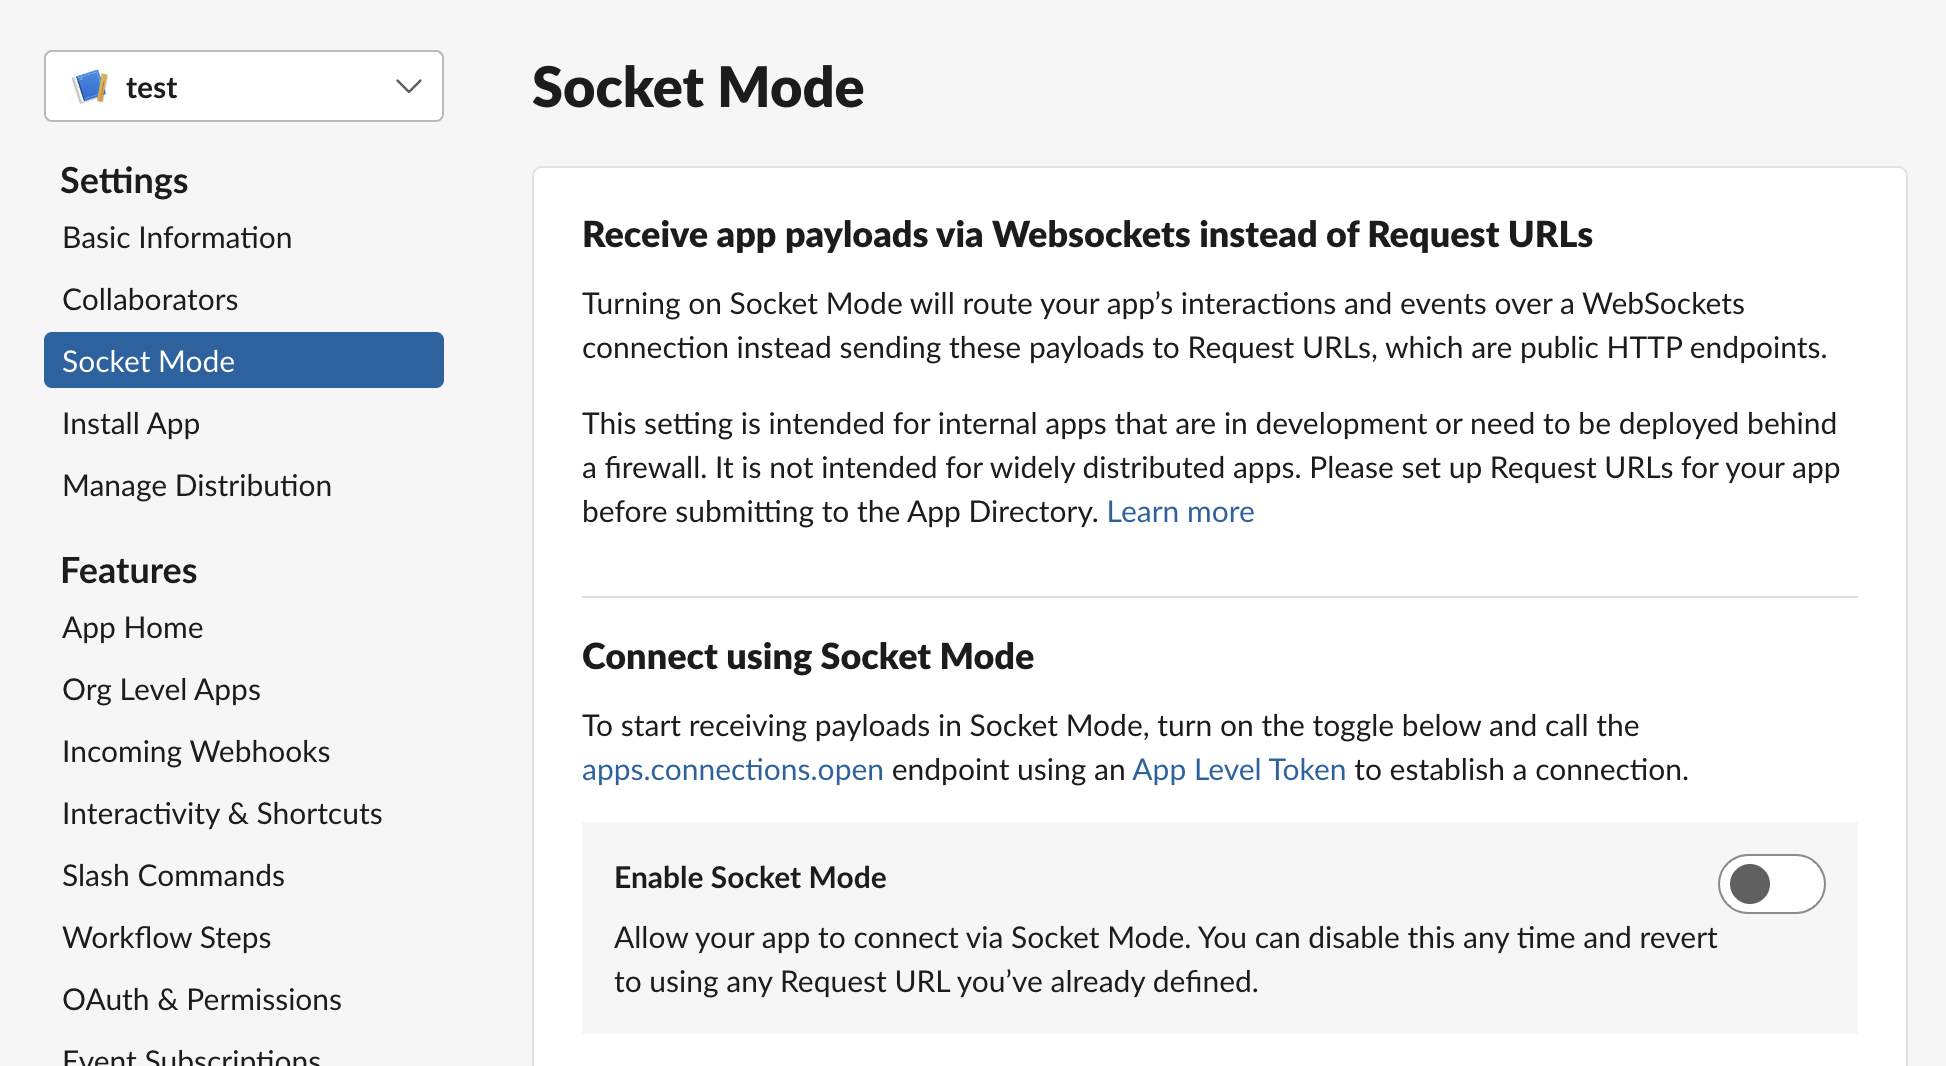 test
Settings
Basic Information
Collaborators
Socket Mode
Install App
Manage Distribution
Features
App Home
Org Level Apps
Incoming Webhooks
Interactivity & Shortcuts
Slash Commands
Workflow Steps
OAuth & Permissions
Event Subscriptions
Socket Mode
Receive app payloads via Websockets instead of Request URLs
Turning on Socket Mode will route your app’s interactions and events over a WebSockets
connection instead sending these payloads to Request URLs, which are public HTTP endpoints.
This setting is intended for internal apps that are in development or need to be deployed behind
a firewall. It is not intended for widely distributed apps. Please set up Request URLs for your app
before submitting to the App Directory. Learn more
Connect using Socket Mode
To start receiving payloads in Socket Mode, turn on the toggle below and call the
apps.connections.open endpoint using an App Level Token to establish a connection.
Enable Socket Mode
Allow your app to connect via Socket Mode. You can disable this any time and revert
to using any Request URL you’ve already defined.